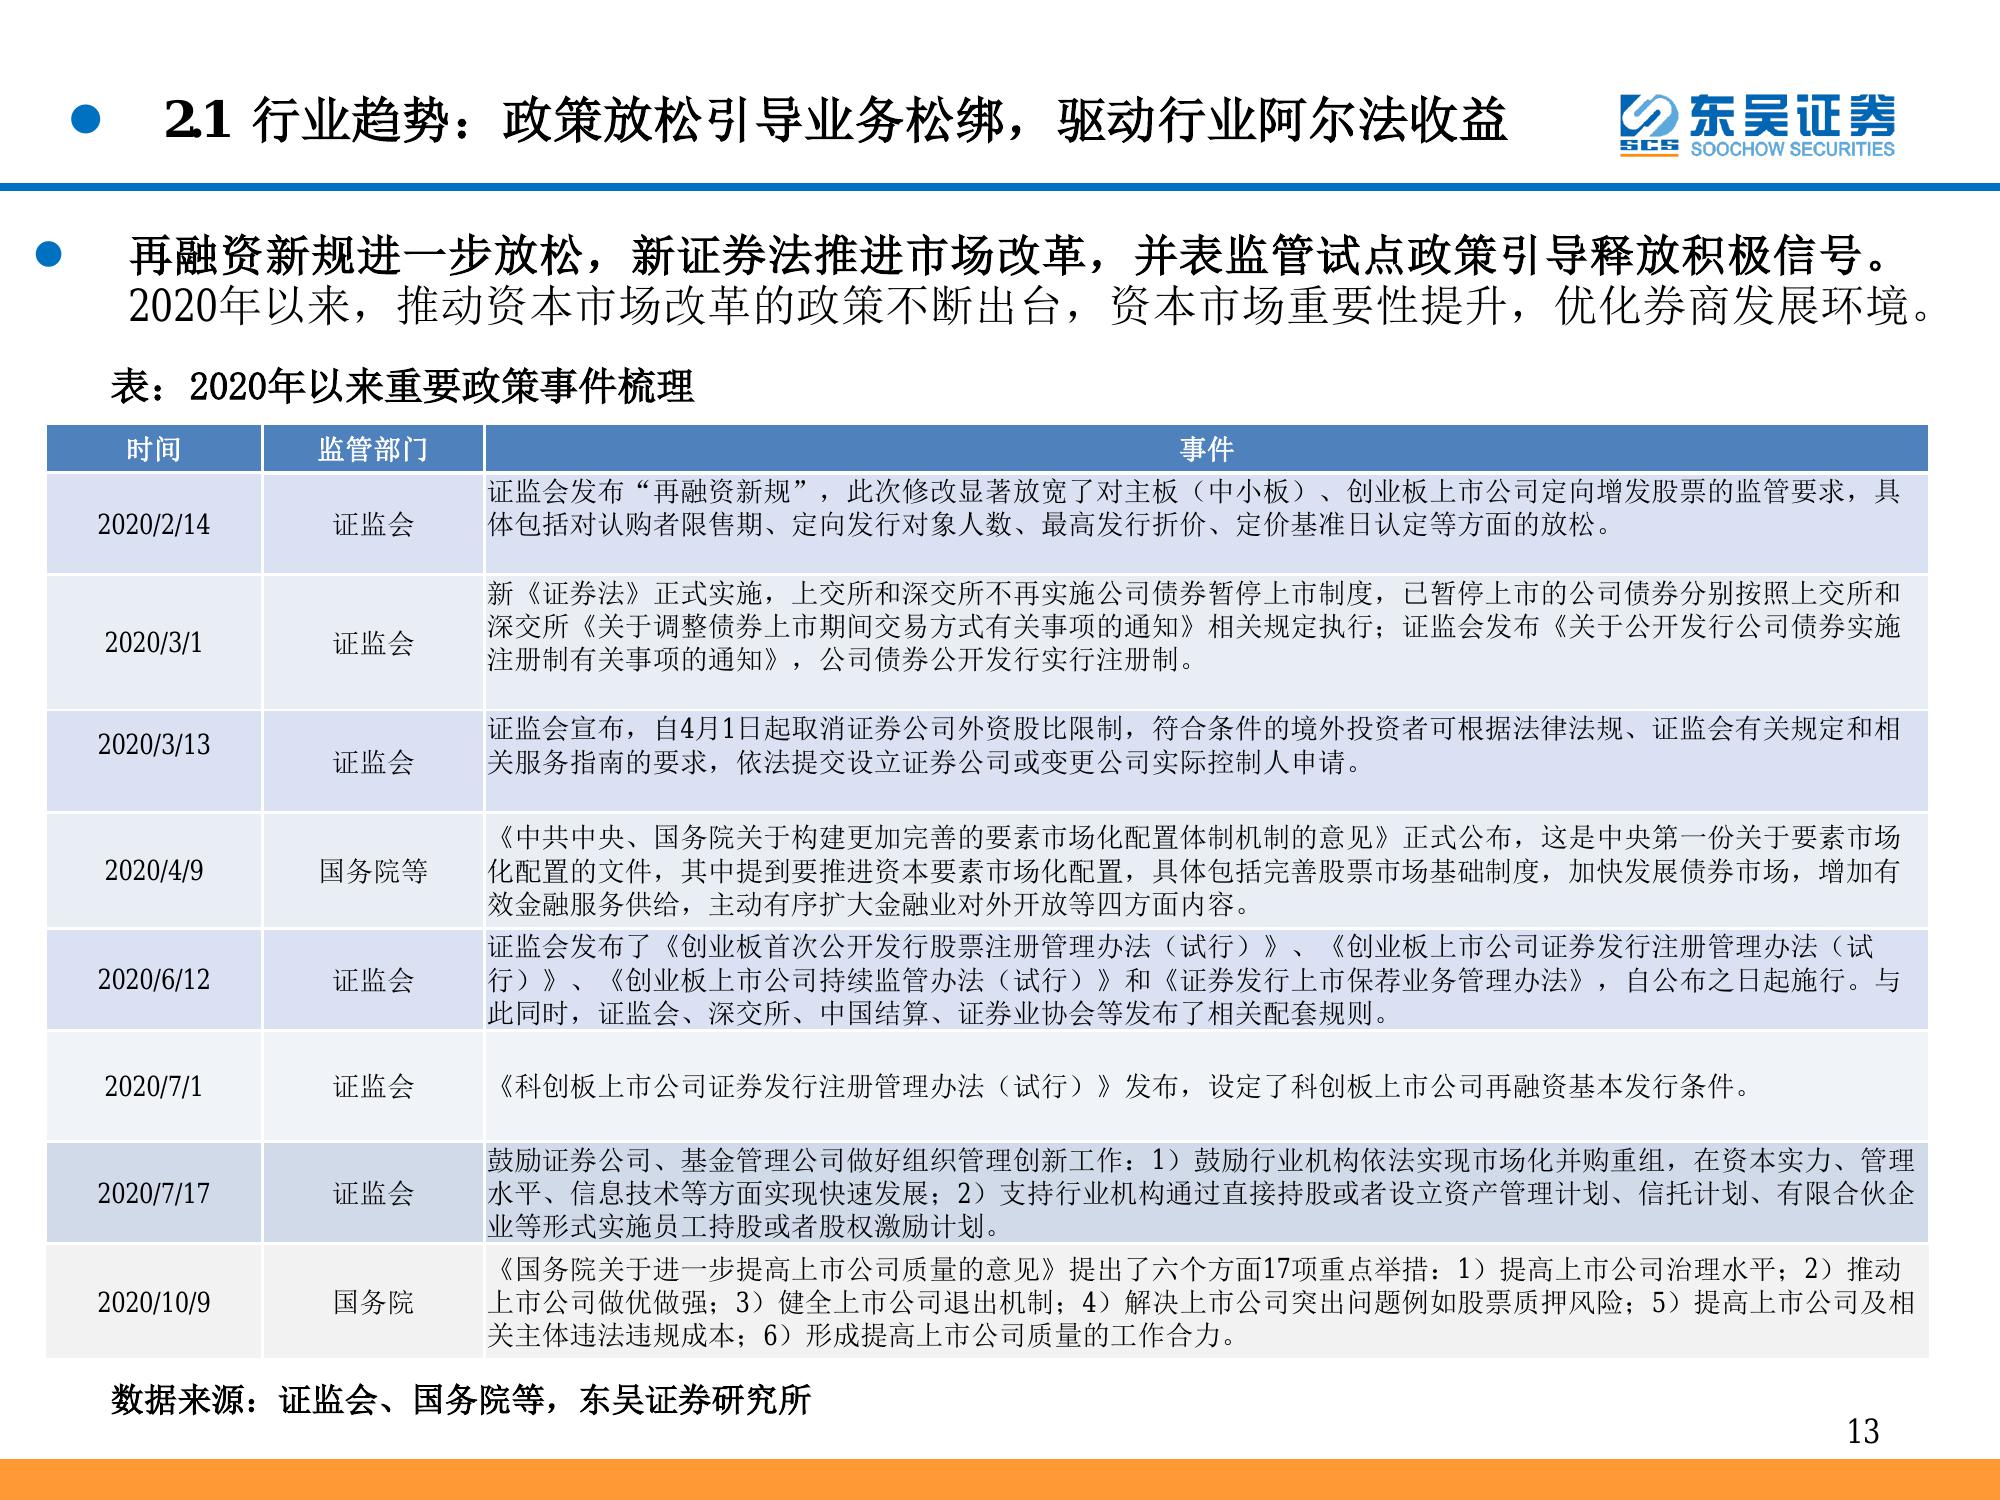 2.1 行业趋势：政策放松引导业务松绑，驱动行业阿尔法收益
东吴证券
SCS
SOOCHOW SECURITIES
再融资新规进一步放松，新证券法推进市场改革，并表监管试点政策引导释放积极信号。
2020年以来，推动资本市场改革的政策不断出台，资本市场重要性提升，优化券商发展环境。
表：2020年以来重要政策事件梳理
时间 监管部门 事件
2020/2/14 证监会
证监会发布“再融资新规”，此次修改显著放宽了对主板（中小板）、创业板上市公司定向增发股票的监管要求，具
体包括对认购者限售期、定向发行对象人数、最高发行折价、定价基准日认定等方面的放松。
2020/3/1 证监会
新《证券法》正式实施，上交所和深交所不再实施公司债券暂停上市制度，已暂停上市的公司债券分别按照上交所和
深交所《关于调整债券上市期间交易方式有关事项的通知》相关规定执行；证监会发布《关于公开发行公司债券实施
注册制有关事项的通知》，公司债券公开发行实行注册制。
2020/3/13 证监会
证监会宣布，自4月1日起取消证券公司外资股比限制，符合条件的境外投资者可根据法律法规、证监会有关规定和相
关服务指南的要求，依法提交设立证券公司或变更公司实际控制人申请。
2020/4/9 国务院等
《中共中央、国务院关于构建更加完善的要素市场化配置体制机制的意见》正式公布，这是中央第一份关于要素市场
化配置的文件，其中提到要推进资本要素市场化配置，具体包括完善股票市场基础制度，加快发展债券市场，增加有
效金融服务供给，主动有序扩大金融业对外开放等四方面内容。
2020/6/12 证监会
证监会发布了《创业板首次公开发行股票注册管理办法（试行）》、《创业板上市公司证券发行注册管理办法（试
行）》、《创业板上市公司持续监管办法（试行）》和《证券发行上市保荐业务管理办法》，自公布之日起施行。与
此同时，证监会、深交所、中国结算、证券业协会等发布了相关配套规则。
2020/7/1 证监会
《科创板上市公司证券发行注册管理办法（试行）》发布，设定了科创板上市公司再融资基本发行条件。
2020/7/17 证监会
鼓励证券公司、基金管理公司做好组织管理创新工作：1）鼓励行业机构依法实现市场化并购重组，在资本实力、管理
水平、信息技术等方面实现快速发展；2）支持行业机构通过直接持股或者设立资产管理计划、信托计划、有限合伙企
业等形式实施员工持股或者股权激励计划。
2020/10/9 国务院
《国务院关于进一步提高上市公司质量的意见》提出了六个方面17项重点举措：1）提高上市公司治理水平；2）推动
上市公司做优做强；3）健全上市公司退出机制；4）解决上市公司突出问题例如股票质押风险；5）提高上市公司及相
关主体违法违规成本；6）形成提高上市公司质量的工作合力。
数据来源：证监会、国务院等，东吴证券研究所
13